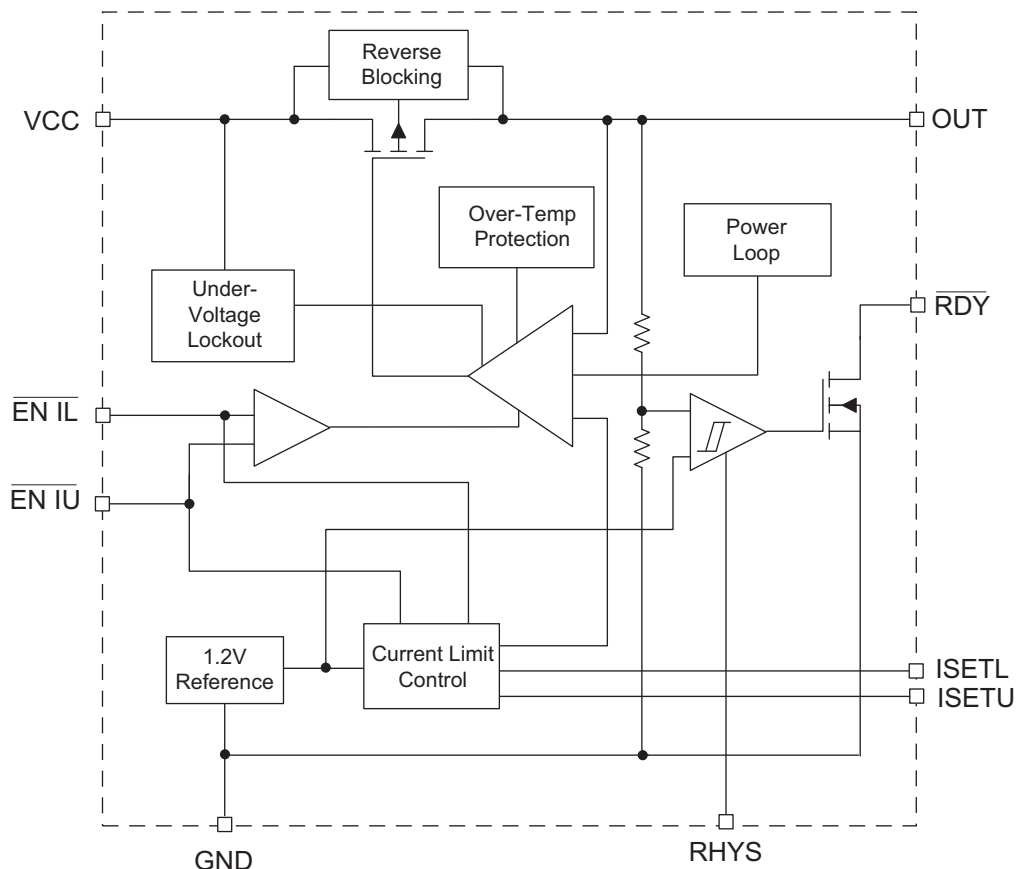 Reverse
Blocking
VCC
OUT
Over-Temp
Protection
Power
Loop
Under-
Voltage
Lockout
RDY
EN IL
EN IU
1.2V
Reference
Current Limit
Control
ISETL
ISETU
GND
RHYS